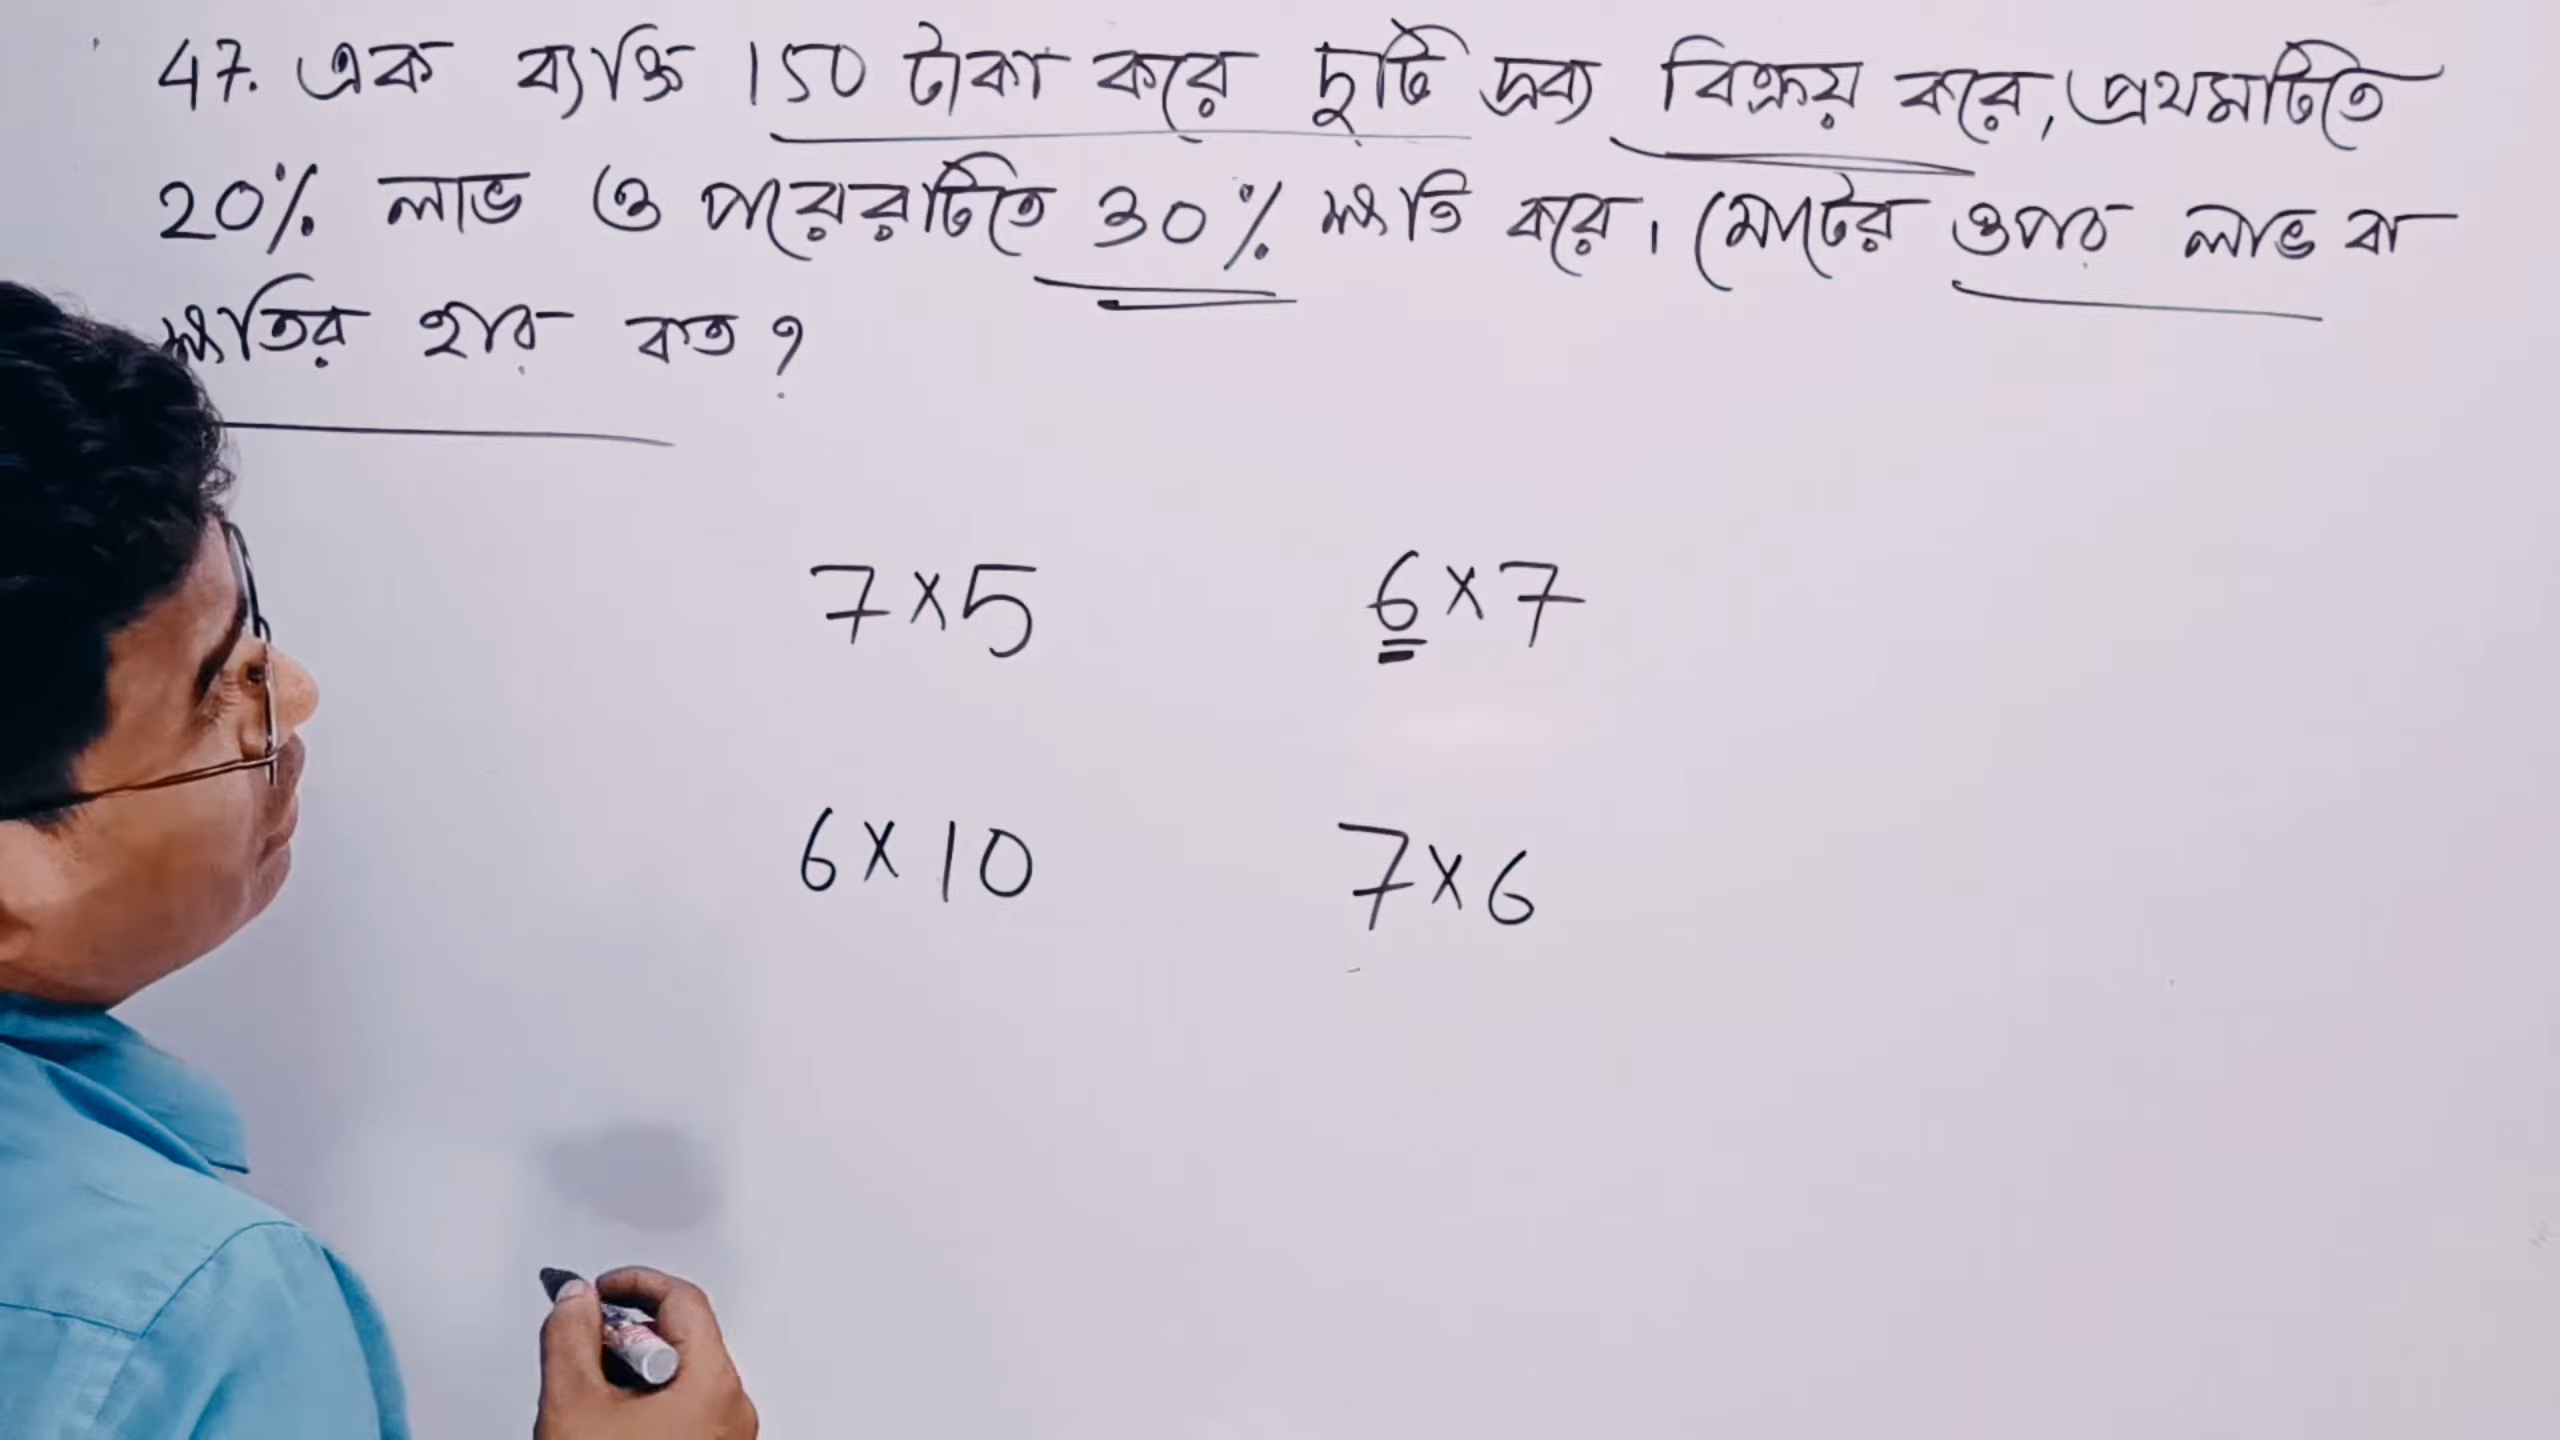 47. এক ব্যক্তি 150 টাকা করে দুটি দ্রব্য বিক্রয় করে, প্রথমটিতে
20% লাভ ও পরেরটিতে 30% ক্ষতি করে। মোটের ওপর লাভ বা
ক্ষতির হার কত?
7×5 6×7
6×10 7×6